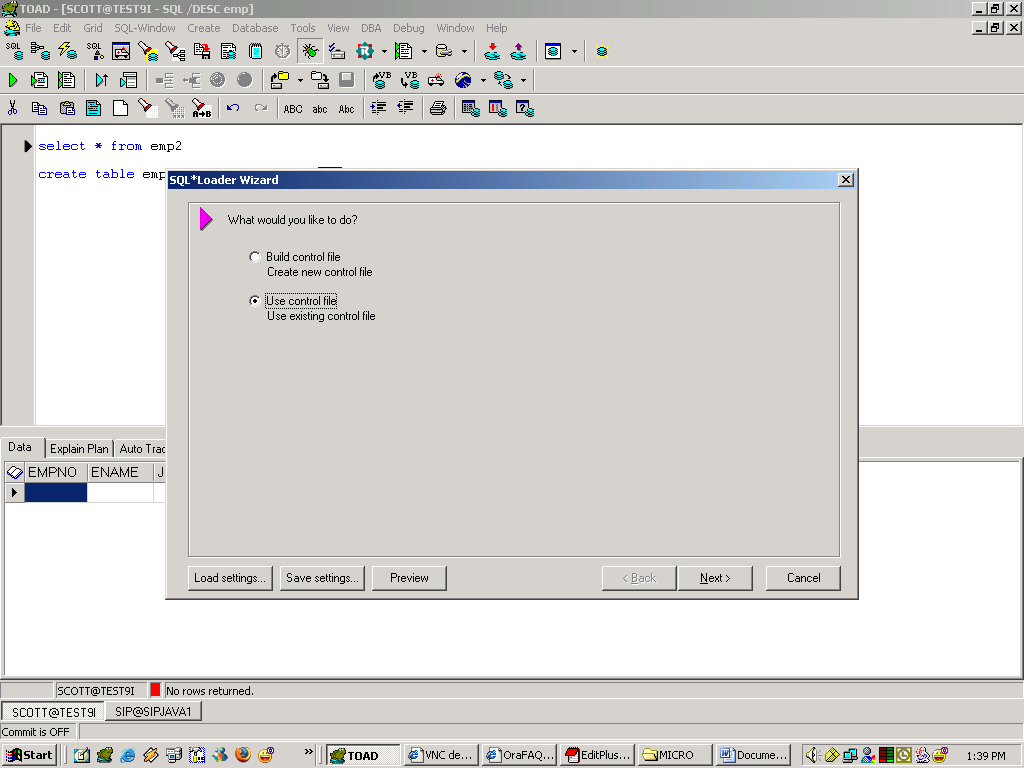 TOAD - [SCOTT@TEST9I - SQL /DESC emp]
File Edit Grid SQL-Window Create Database Tools View DBA Debug Window Help
SQL SQL
VB VB
A→B ABC abc Abc
select * from emp2
create table emp
SQL*Loader Wizard
What would you like to do?
Build control file
Create new control file
Use control file
Use existing control file
Load settings... Save settings... Preview < Back Next > Cancel
Data Explain Plan Auto Trac
EMPNO ENAME J
SCOTT@TEST9I No rows returned.
SCOTT@TEST9I SIP@SIPJAVA1
Commit is OFF
Start » TOAD VNC de... OraFAQ... EditPlus... MICRO Docume... 1:39 PM